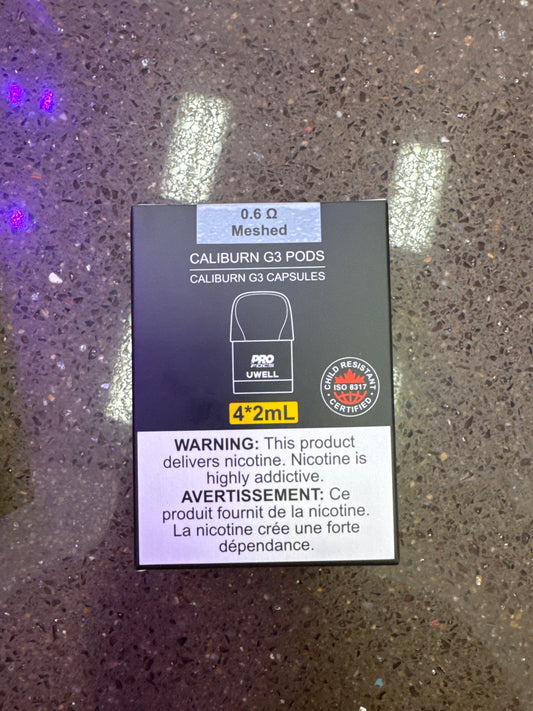 0.6 Ω
Meshed
CALIBURN G3 PODS
CALIBURN G3 CAPSULES
PRO
FOCS
UWELL
CHILD RESISTANT
ISO 8317
CERTIFIED
4*2mL
WARNING: This product
delivers nicotine. Nicotine is
highly addictive.
AVERTISSEMENT: Ce
produit fournit de la nicotine.
La nicotine crée une forte
dépendance.